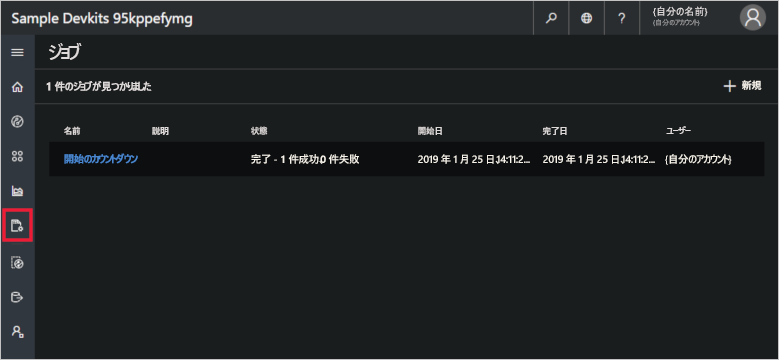 Sample Devkits 95kppefymg
?
{自分の名前}
{自分のアカウント}
ジョブ
1 件のジョブが見つかりました
新規
名前 説明 状態 開始日 完了日 ユーザー
開始のカウントダウン 完了 - 1 件成功,0 件失敗 2019 年 1 月 25 日,14:11:2... 2019 年 1 月 25 日,14:11:2... {自分のアカウント}